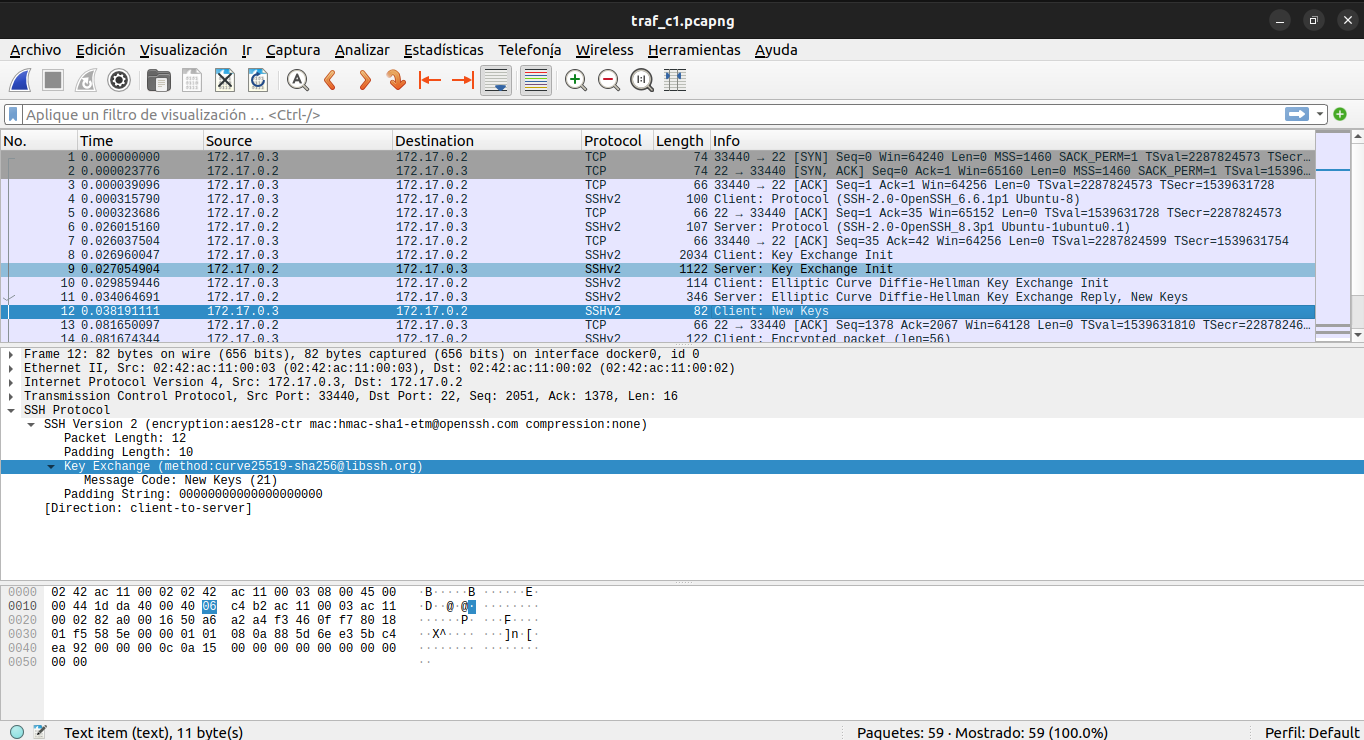 traf_c1.pcapng
Archivo Edición Visualización Ir Captura Analizar Estadísticas Telefonía Wireless Herramientas Ayuda
Aplique un filtro de visualización … <Ctrl-/>
No. Time Source Destination Protocol Length Info
1 0.000000000 172.17.0.3 172.17.0.2 TCP 74 33440 → 22 [SYN] Seq=0 Win=64240 Len=0 MSS=1460 SACK_PERM=1 TSval=2287824573 TSecr…
2 0.000023776 172.17.0.2 172.17.0.3 TCP 74 22 → 33440 [SYN, ACK] Seq=0 Ack=1 Win=65160 Len=0 MSS=1460 SACK_PERM=1 TSval=15396…
3 0.000039096 172.17.0.3 172.17.0.2 TCP 66 33440 → 22 [ACK] Seq=1 Ack=1 Win=64256 Len=0 TSval=2287824573 TSecr=1539631728
4 0.000315790 172.17.0.3 172.17.0.2 SSHv2 100 Client: Protocol (SSH-2.0-OpenSSH_6.6.1p1 Ubuntu-8)
5 0.000323686 172.17.0.2 172.17.0.3 TCP 66 22 → 33440 [ACK] Seq=1 Ack=35 Win=65152 Len=0 TSval=1539631728 TSecr=2287824573
6 0.026015160 172.17.0.2 172.17.0.3 SSHv2 107 Server: Protocol (SSH-2.0-OpenSSH_8.3p1 Ubuntu-1ubuntu0.1)
7 0.026037504 172.17.0.3 172.17.0.2 TCP 66 33440 → 22 [ACK] Seq=35 Ack=42 Win=64256 Len=0 TSval=2287824599 TSecr=1539631754
8 0.026960047 172.17.0.3 172.17.0.2 SSHv2 2034 Client: Key Exchange Init
9 0.027054904 172.17.0.2 172.17.0.3 SSHv2 1122 Server: Key Exchange Init
10 0.029859446 172.17.0.3 172.17.0.2 SSHv2 114 Client: Elliptic Curve Diffie-Hellman Key Exchange Init
11 0.034064691 172.17.0.2 172.17.0.3 SSHv2 346 Server: Elliptic Curve Diffie-Hellman Key Exchange Reply, New Keys
12 0.038191111 172.17.0.3 172.17.0.2 SSHv2 82 Client: New Keys
13 0.081650097 172.17.0.2 172.17.0.3 TCP 66 22 → 33440 [ACK] Seq=1378 Ack=2067 Win=64128 Len=0 TSval=1539631810 TSecr=22878246…
14 0.081674344 172.17.0.3 172.17.0.2 SSHv2 122 Client: Encrypted packet (len=56)
Frame 12: 82 bytes on wire (656 bits), 82 bytes captured (656 bits) on interface docker0, id 0
Ethernet II, Src: 02:42:ac:11:00:03 (02:42:ac:11:00:03), Dst: 02:42:ac:11:00:02 (02:42:ac:11:00:02)
Internet Protocol Version 4, Src: 172.17.0.3, Dst: 172.17.0.2
Transmission Control Protocol, Src Port: 33440, Dst Port: 22, Seq: 2051, Ack: 1378, Len: 16
SSH Protocol
SSH Version 2 (encryption:aes128-ctr mac:hmac-sha1-etm@openssh.com compression:none)
Packet Length: 12
Padding Length: 10
Key Exchange (method:curve25519-sha256@libssh.org)
Message Code: New Keys (21)
Padding String: 00000000000000000000
[Direction: client-to-server]
0000 02 42 ac 11 00 02 02 42 ac 11 00 03 08 00 45 00 ·B·····B ······E·
0010 00 44 1d da 40 00 40 06 c4 b2 ac 11 00 03 ac 11 ·D··@·@· ········
0020 00 02 82 a0 00 16 50 a6 a2 a4 f3 46 0f f7 80 18 ······P· ···F····
0030 01 f5 58 5e 00 00 01 01 08 0a 88 5d 6e e3 5b c4 ··X^···· ···]n·[·
0040 ea 92 00 00 00 0c 0a 15 00 00 00 00 00 00 00 00 ········ ········
0050 00 00 ··
Text item (text), 11 byte(s) Paquetes: 59 · Mostrado: 59 (100.0%) Perfil: Default